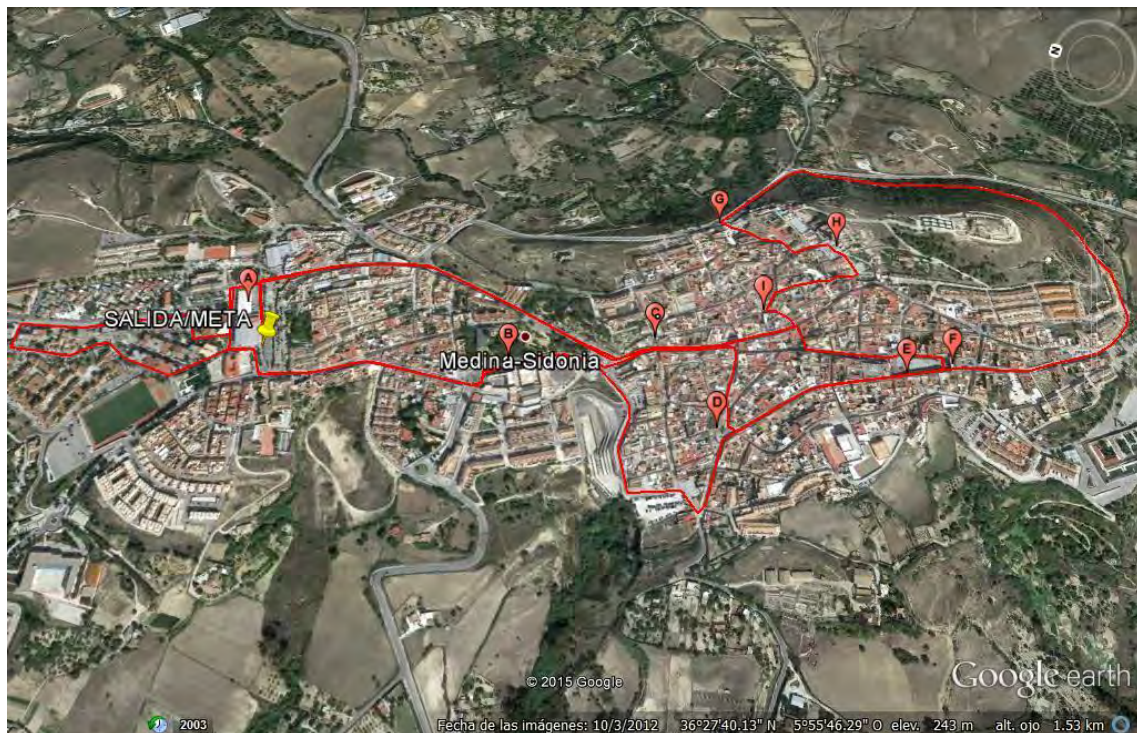 N
G
H
A
I
SALIDA/META
C
B
Medina-Sidonia
E
F
D
Google earth
© 2015 Google
2003
Fecha de las imágenes: 10/3/2012 36°27'40.13" N 5°55'46.29" O elev. 243 m alt. ojo 1.53 km